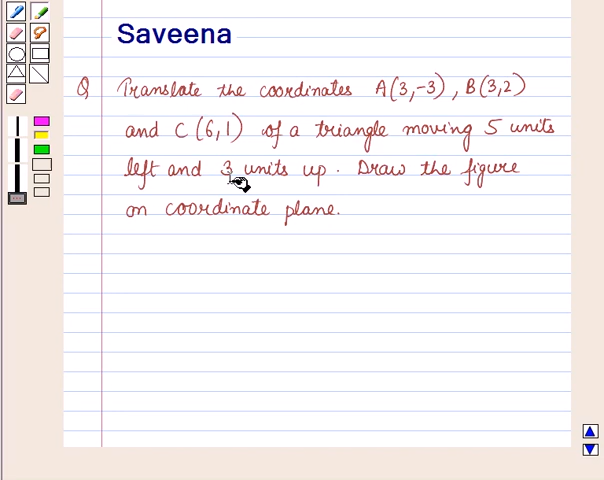 Saveena
Q Translate the coordinates A(3,-3), B(3,2)
and C (6,1) of a triangle moving 5 units
left and 3 units up. Draw the figure
on coordinate plane.